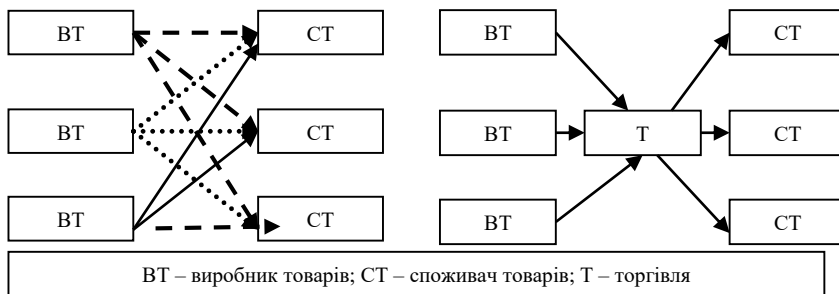 ВТ СТ ВТ СТ
ВТ СТ ВТ Т СТ
ВТ СТ ВТ СТ
ВТ – виробник товарів; СТ – споживач товарів; Т – торгівля